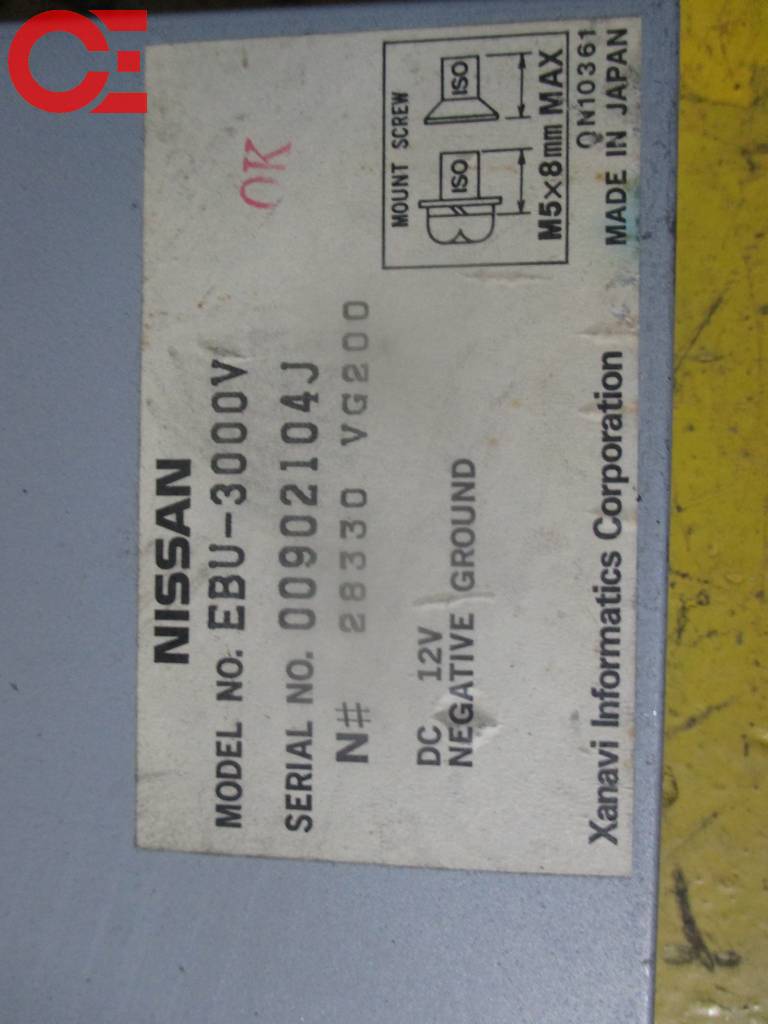 NISSAN
MODEL NO. EBU-3000V
SERIAL NO. 00902104J
N# 28330 VG200
DC 12V
NEGATIVE GROUND
Xanavi Informatics Corporation
OK
MOUNT SCREW
ISO ISO
M5×8mm MAX
QN10361
MADE IN JAPAN
CE